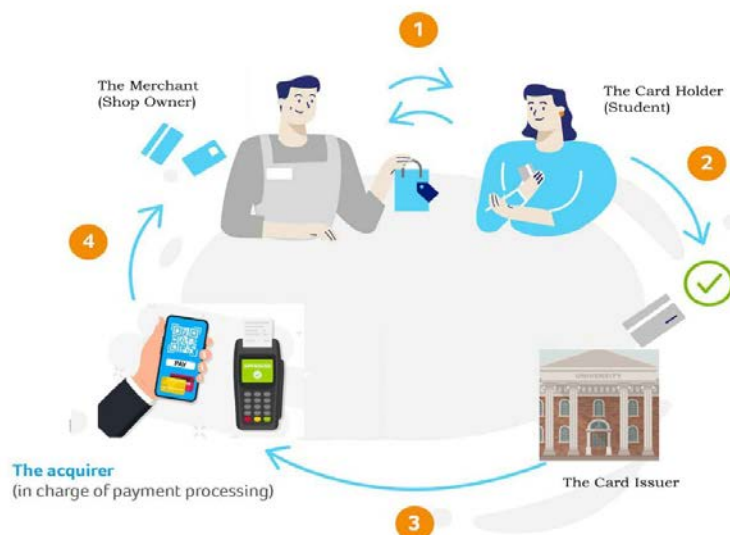 1
The Merchant
(Shop Owner)
The Card Holder
(Student)
2
4
PAY
UNIVERSITY
The acquirer
(in charge of payment processing)
The Card Issuer
3